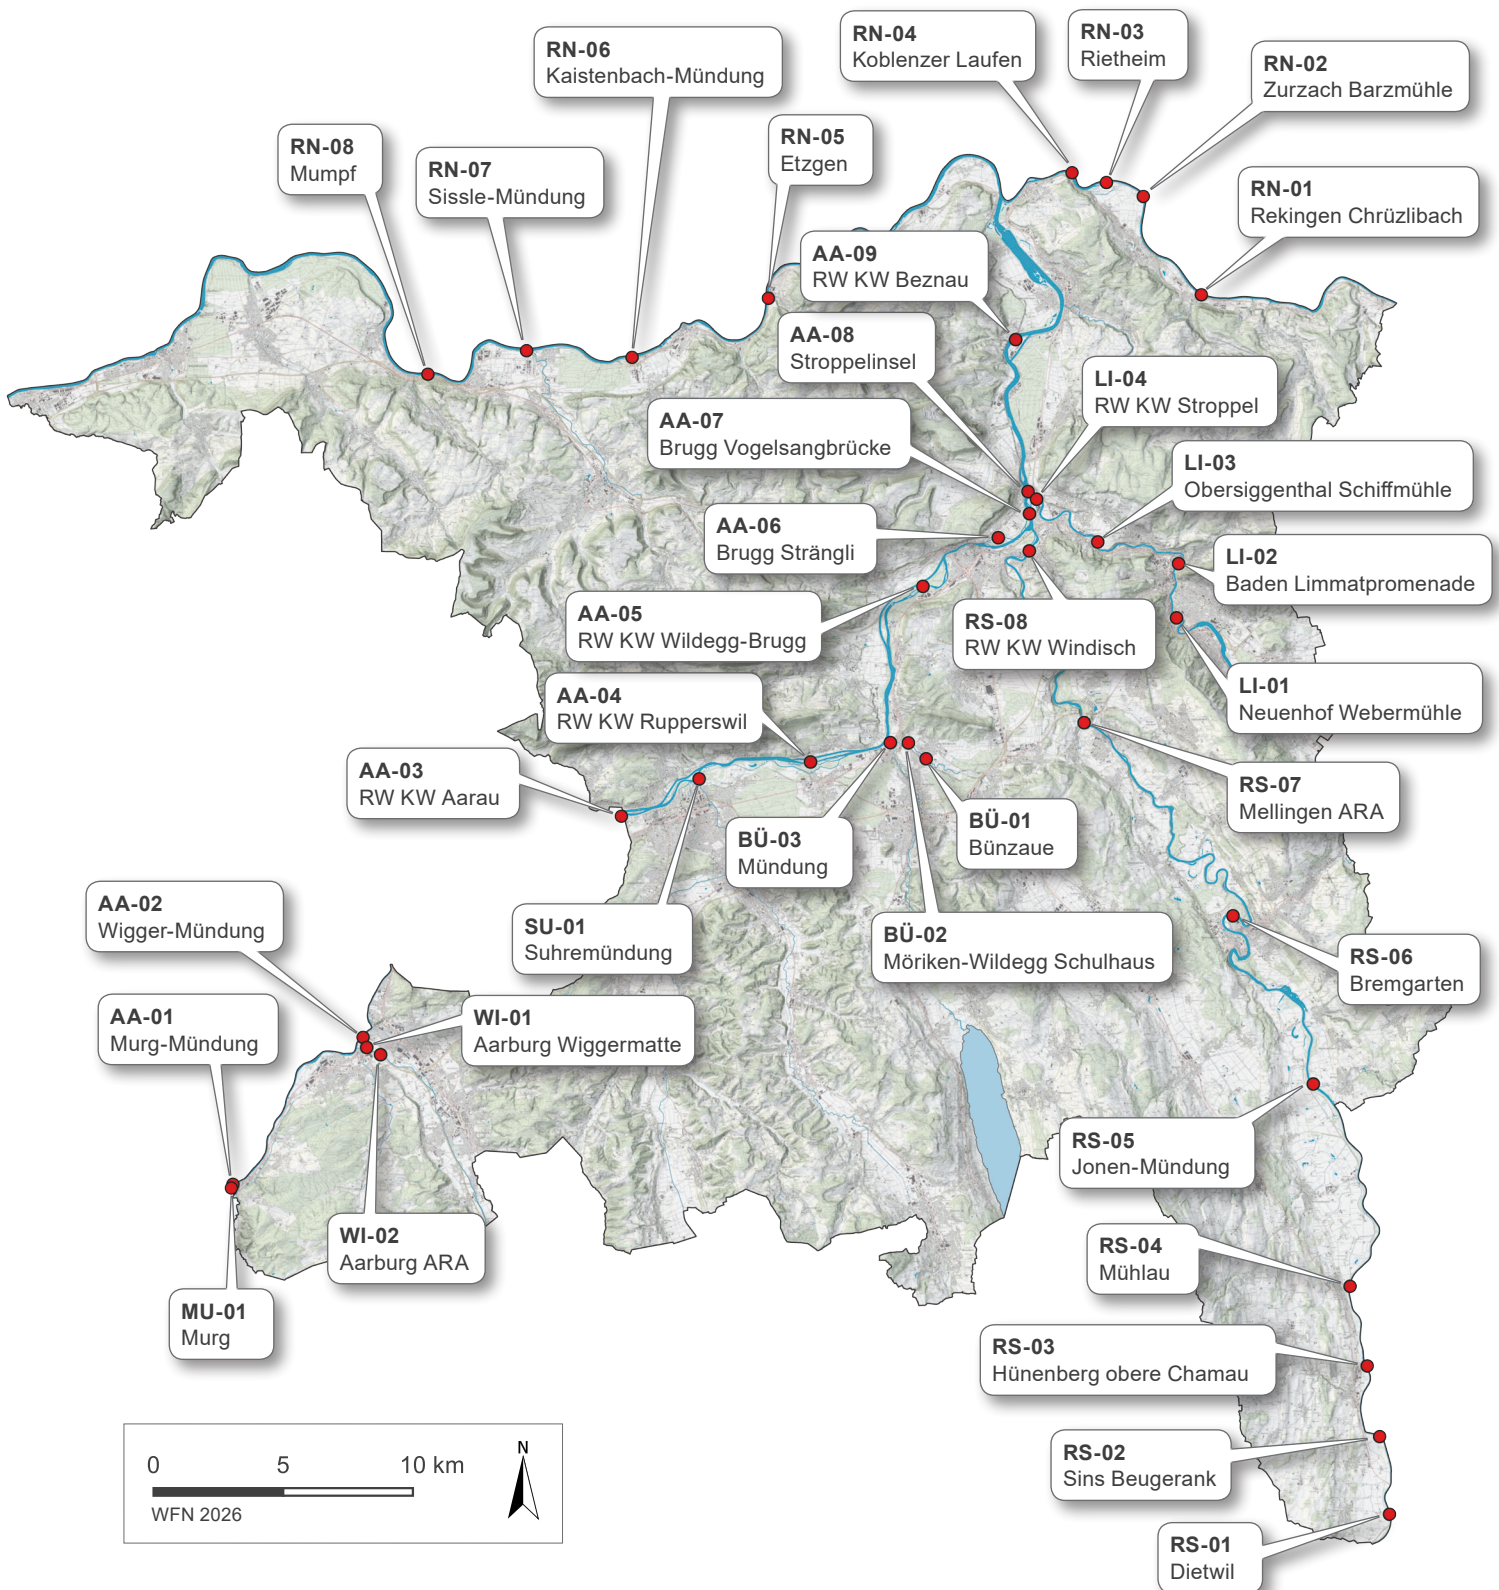 RN-04
Koblenzer Laufen
RN-03
Rietheim
RN-06
Kaistenbach-Mündung
RN-02
Zurzach Barzmühle
RN-05
Etzgen
RN-08
Mumpf
RN-07
Sissle-Mündung
RN-01
Rekingen Chrüzlibach
AA-09
RW KW Beznau
AA-08
Stroppelinsel
LI-04
RW KW Stroppel
AA-07
Brugg Vogelsangbrücke
LI-03
Obersiggenthal Schiffmühle
AA-06
Brugg Strängli
LI-02
Baden Limmatpromenade
AA-05
RW KW Wildegg-Brugg
RS-08
RW KW Windisch
LI-01
Neuenhof Webermühle
AA-04
RW KW Rupperswil
AA-03
RW KW Aarau
RS-07
Mellingen ARA
BÜ-03
Mündung
BÜ-01
Bünzaue
AA-02
Wigger-Mündung
SU-01
Suhremündung
BÜ-02
Möriken-Wildegg Schulhaus
RS-06
Bremgarten
AA-01
Murg-Mündung
WI-01
Aarburg Wiggermatte
RS-05
Jonen-Mündung
WI-02
Aarburg ARA
RS-04
Mühlau
MU-01
Murg
RS-03
Hünenberg obere Chamau
RS-02
Sins Beugerank
RS-01
Dietwil
N
0 5 10 km
WFN 2026